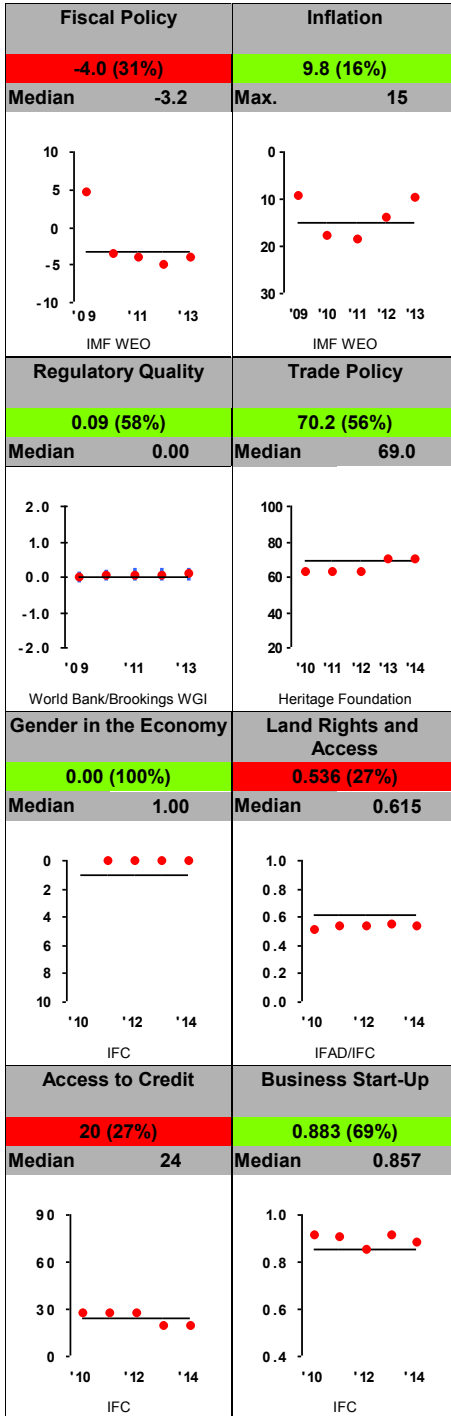 Fiscal Policy
-4.0 (31%)
Median -3.2
10
5
0
-5
-10
'09 '11 '13
IMF WEO
Inflation
9.8 (16%)
Max. 15
0
10
20
30
'09 '10 '11 '12 '13
IMF WEO
Regulatory Quality
0.09 (58%)
Median 0.00
2.0
1.0
0.0
-1.0
-2.0
'09 '11 '13
World Bank/Brookings WGI
Trade Policy
70.2 (56%)
Median 69.0
100
80
60
40
20
'10 '11 '12 '13 '14
Heritage Foundation
Gender in the Economy
0.00 (100%)
Median 1.00
0
2
4
6
8
10
'10 '12 '14
IFC
Land Rights and
Access
0.536 (27%)
Median 0.615
1.0
0.8
0.6
0.4
0.2
0.0
'10 '12 '14
IFAD/IFC
Access to Credit
20 (27%)
Median 24
90
60
30
0
'10 '12 '14
IFC
Business Start-Up
0.883 (69%)
Median 0.857
1.0
0.8
0.6
0.4
'10 '12 '14
IFC